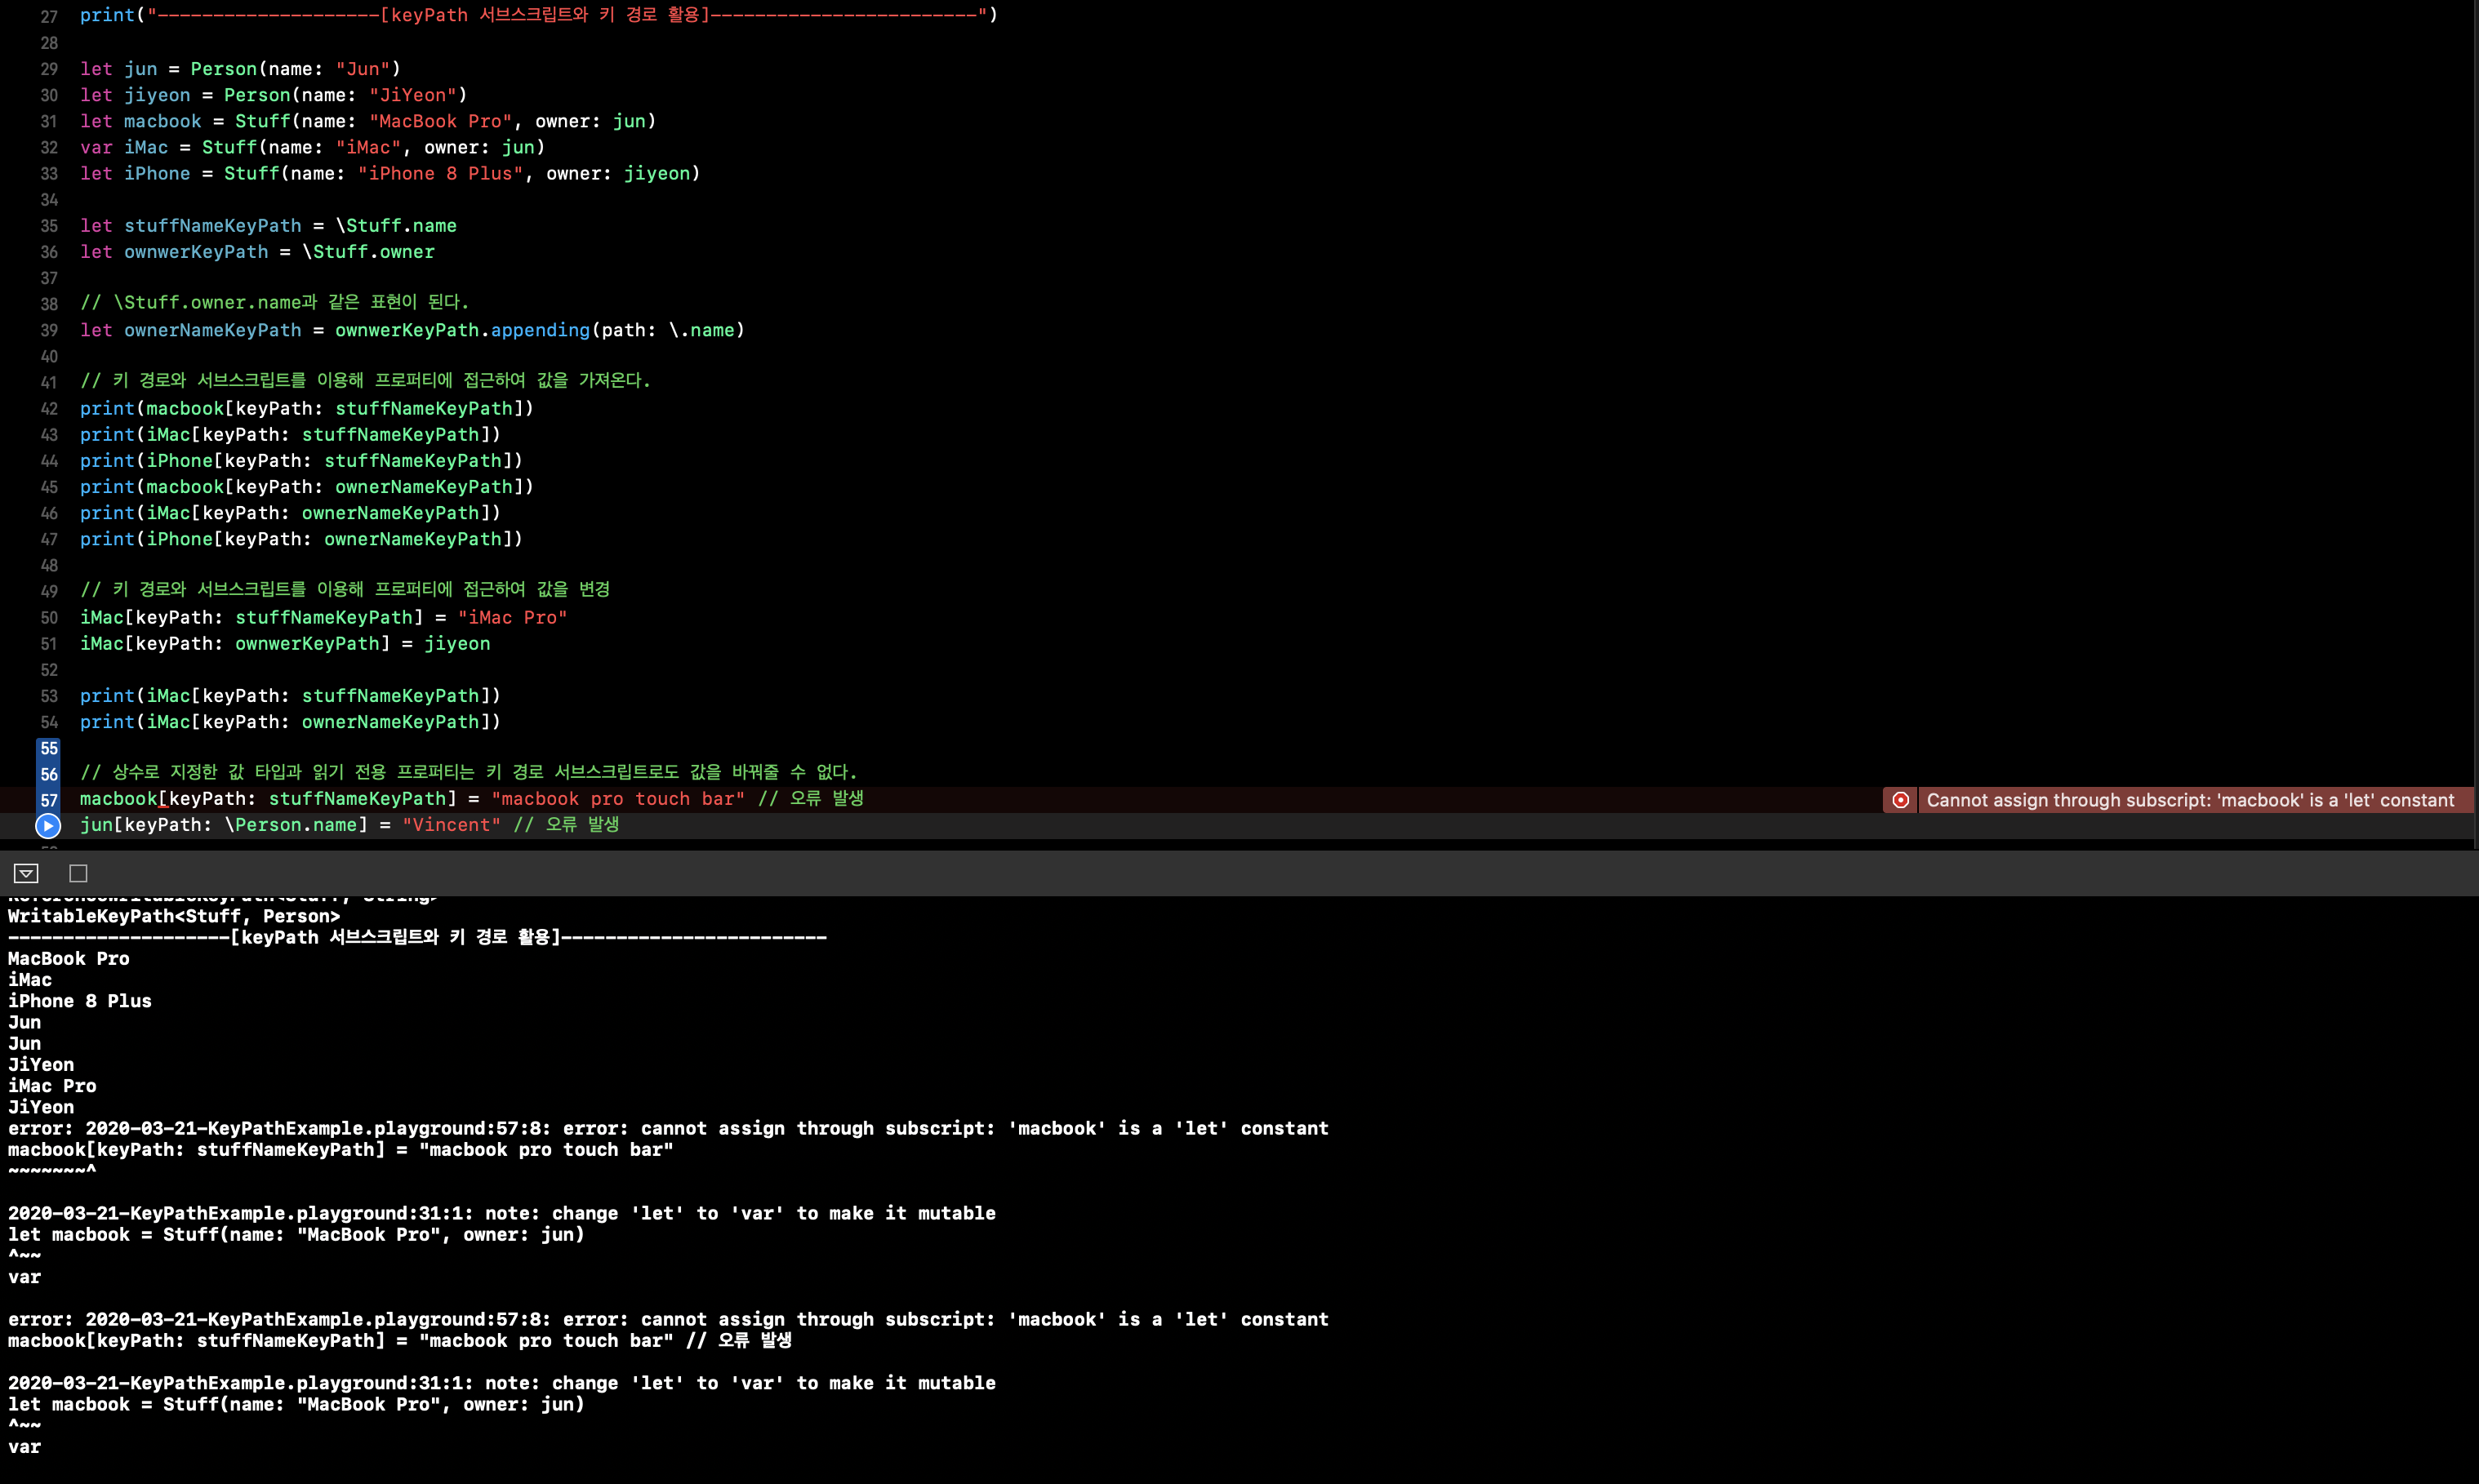 27 print("--------------------[keyPath 서브스크립트와 키 경로 활용]------------------------")
28
29 let jun = Person(name: "Jun")
30 let jiyeon = Person(name: "JiYeon")
31 let macbook = Stuff(name: "MacBook Pro", owner: jun)
32 var iMac = Stuff(name: "iMac", owner: jun)
33 let iPhone = Stuff(name: "iPhone 8 Plus", owner: jiyeon)
34
35 let stuffNameKeyPath = \Stuff.name
36 let ownwerKeyPath = \Stuff.owner
37
38 // \Stuff.owner.name과 같은 표현이 된다.
39 let ownerNameKeyPath = ownwerKeyPath.appending(path: \.name)
40
41 // 키 경로와 서브스크립트를 이용해 프로퍼티에 접근하여 값을 가져온다.
42 print(macbook[keyPath: stuffNameKeyPath])
43 print(iMac[keyPath: stuffNameKeyPath])
44 print(iPhone[keyPath: stuffNameKeyPath])
45 print(macbook[keyPath: ownerNameKeyPath])
46 print(iMac[keyPath: ownerNameKeyPath])
47 print(iPhone[keyPath: ownerNameKeyPath])
48
49 // 키 경로와 서브스크립트를 이용해 프로퍼티에 접근하여 값을 변경
50 iMac[keyPath: stuffNameKeyPath] = "iMac Pro"
51 iMac[keyPath: ownwerKeyPath] = jiyeon
52
53 print(iMac[keyPath: stuffNameKeyPath])
54 print(iMac[keyPath: ownerNameKeyPath])
55
56 // 상수로 지정한 값 타입과 읽기 전용 프로퍼티는 키 경로 서브스크립트로도 값을 바꿔줄 수 없다.
57 macbook[keyPath: stuffNameKeyPath] = "macbook pro touch bar" // 오류 발생 Cannot assign through subscript: 'macbook' is a 'let' constant
jun[keyPath: \Person.name] = "Vincent" // 오류 발생
ReferenceWritableKeyPath<Stuff, String>
WritableKeyPath<Stuff, Person>
--------------------[keyPath 서브스크립트와 키 경로 활용]------------------------
MacBook Pro
iMac
iPhone 8 Plus
Jun
Jun
JiYeon
iMac Pro
JiYeon
error: 2020-03-21-KeyPathExample.playground:57:8: error: cannot assign through subscript: 'macbook' is a 'let' constant
macbook[keyPath: stuffNameKeyPath] = "macbook pro touch bar"
~~~~~~~^
2020-03-21-KeyPathExample.playground:31:1: note: change 'let' to 'var' to make it mutable
let macbook = Stuff(name: "MacBook Pro", owner: jun)
^~~
var
error: 2020-03-21-KeyPathExample.playground:57:8: error: cannot assign through subscript: 'macbook' is a 'let' constant
macbook[keyPath: stuffNameKeyPath] = "macbook pro touch bar" // 오류 발생
2020-03-21-KeyPathExample.playground:31:1: note: change 'let' to 'var' to make it mutable
let macbook = Stuff(name: "MacBook Pro", owner: jun)
^~~
var